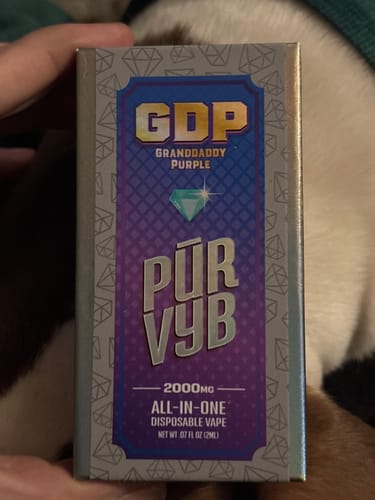 GDP
GRANDDADDY
PURPLE
PŪR
VYB
2000MG
ALL-IN-ONE
DISPOSABLE VAPE
NET WT .07 FL OZ (2ML)